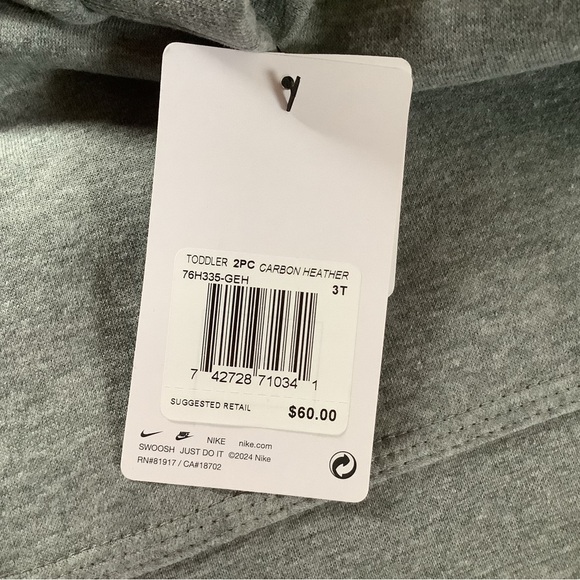 TODDLER 2PC CARBON HEATHER
76H335-GEH
3T
7 42728 71034 1
SUGGESTED RETAIL $60.00
NIKE nike.com
SWOOSH JUST DO IT ©2024 Nike
RN#81917 / CA#18702